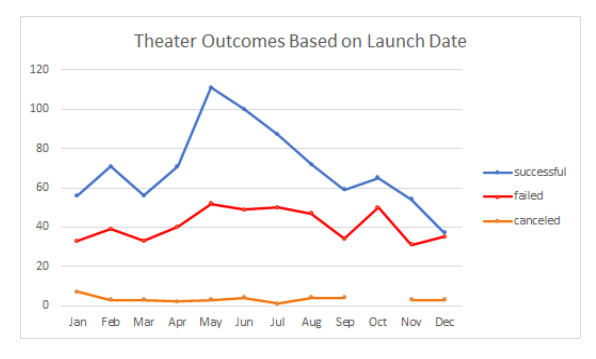 Theater Outcomes Based on Launch Date
120
100
80
60
40
20
0
Jan Feb Mar Apr May Jun Jul Aug Sep Oct Nov Dec
successful
failed
canceled